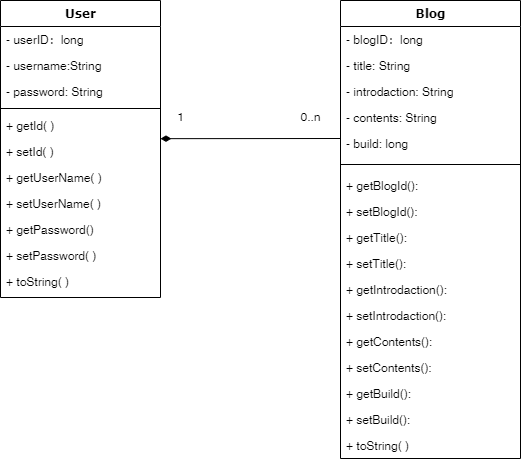 User
- userID： long
- username:String
- password: String
+ getId( )
+ setId( )
+ getUserName( )
+ setUserName( )
+ getPassword()
+ setPassword( )
+ toString( )
1
0..n
Blog
- blogID： long
- title: String
- introdaction: String
- contents: String
- build: long
+ getBlogId():
+ setBlogId():
+ getTitle():
+ setTitle():
+ getIntrodaction():
+ setIntrodaction():
+ getContents():
+ setContents():
+ getBuild():
+ setBuild():
+ toString( )